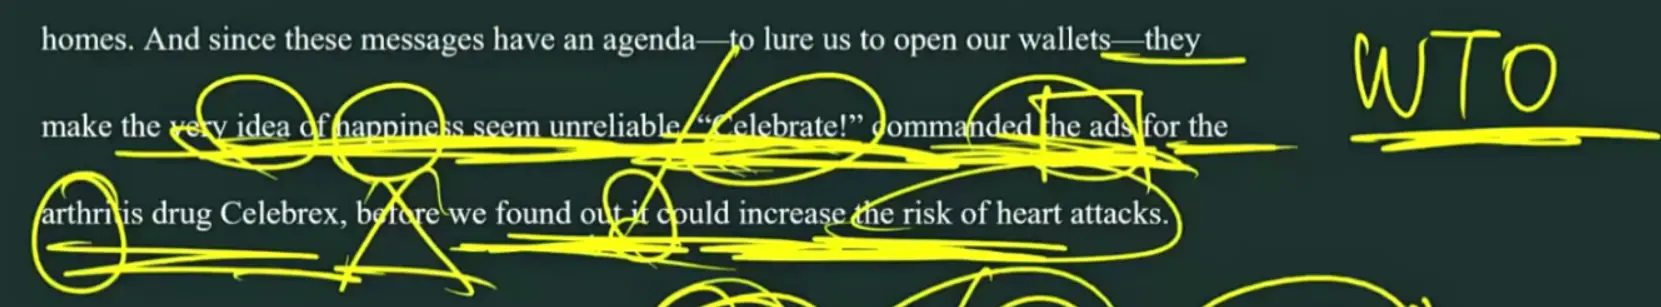 homes. And since these messages have an agenda—to lure us to open our wallets—they
WTO
make the very idea of happiness seem unreliable. “Celebrate!” commanded the ads for the
arthritis drug Celebrex, before we found out it could increase the risk of heart attacks.